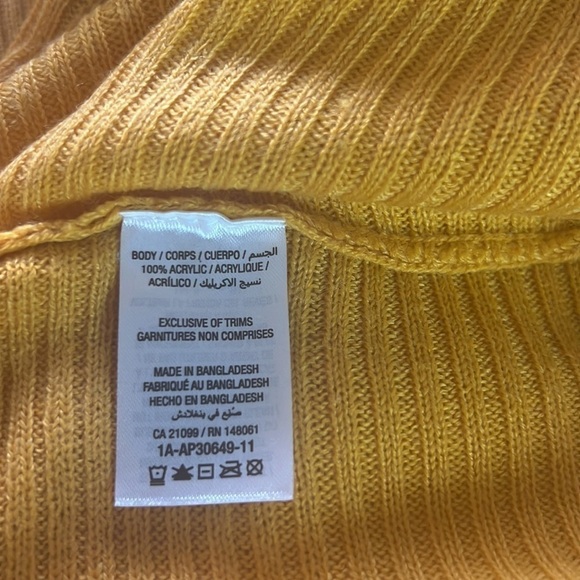 BODY / CORPS / CUERPO / الجسم
100% ACRYLIC / ACRYLIQUE /
ACRÍLICO / نسيج الاكريليك
EXCLUSIVE OF TRIMS
GARNITURES NON COMPRISES
MADE IN BANGLADESH
FABRIQUÉ AU BANGLADESH
HECHO EN BANGLADESH
صُنِع في بنغلادش
CA 21099 / RN 148061
1A-AP30649-11